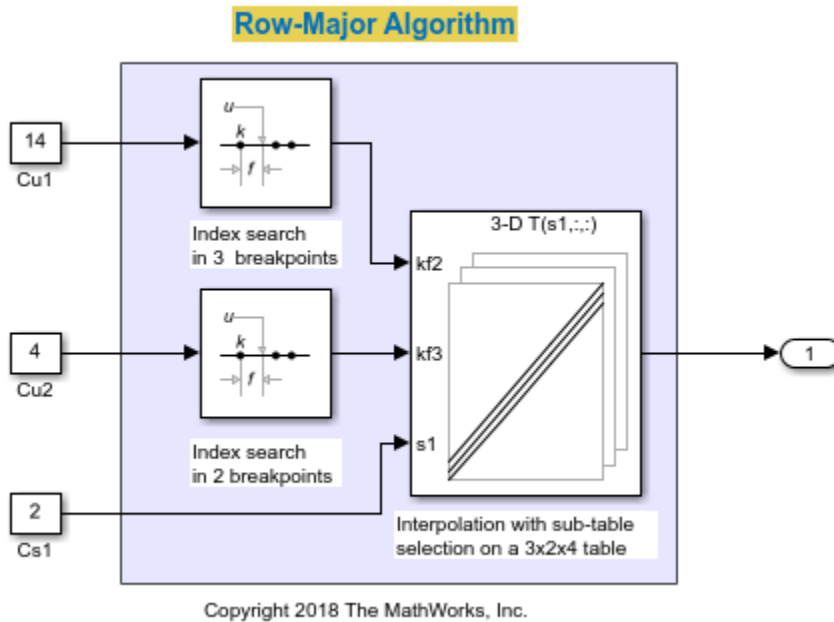 Row-Major Algorithm
14
Cu1
u
k
f
Index search
in 3 breakpoints
3-D T(s1,:,:)
kf2
kf3
s1
4
Cu2
u
k
f
Index search
in 2 breakpoints
2
Cs1
1
Interpolation with sub-table
selection on a 3x2x4 table
Copyright 2018 The MathWorks, Inc.